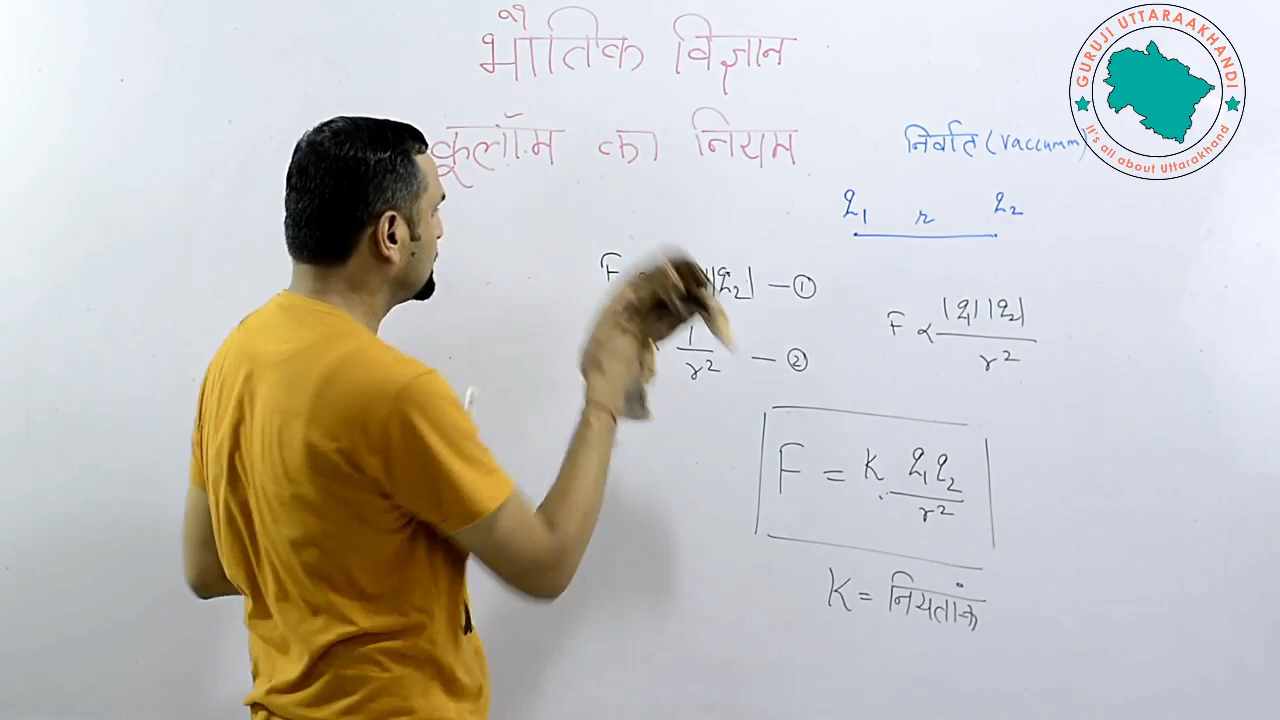 भौतिक विज्ञान
कूलॉम का नियम
निर्वात (vaccumm)
q₁ r q₂
F |q₂| — ①
1/r² — ②
F ∝ |q₁| |q₂| / r²
F = K q₁q₂ / r²
K = नियतांक
GURUJI UTTARAAKHANDI
It's all about Uttarakhand